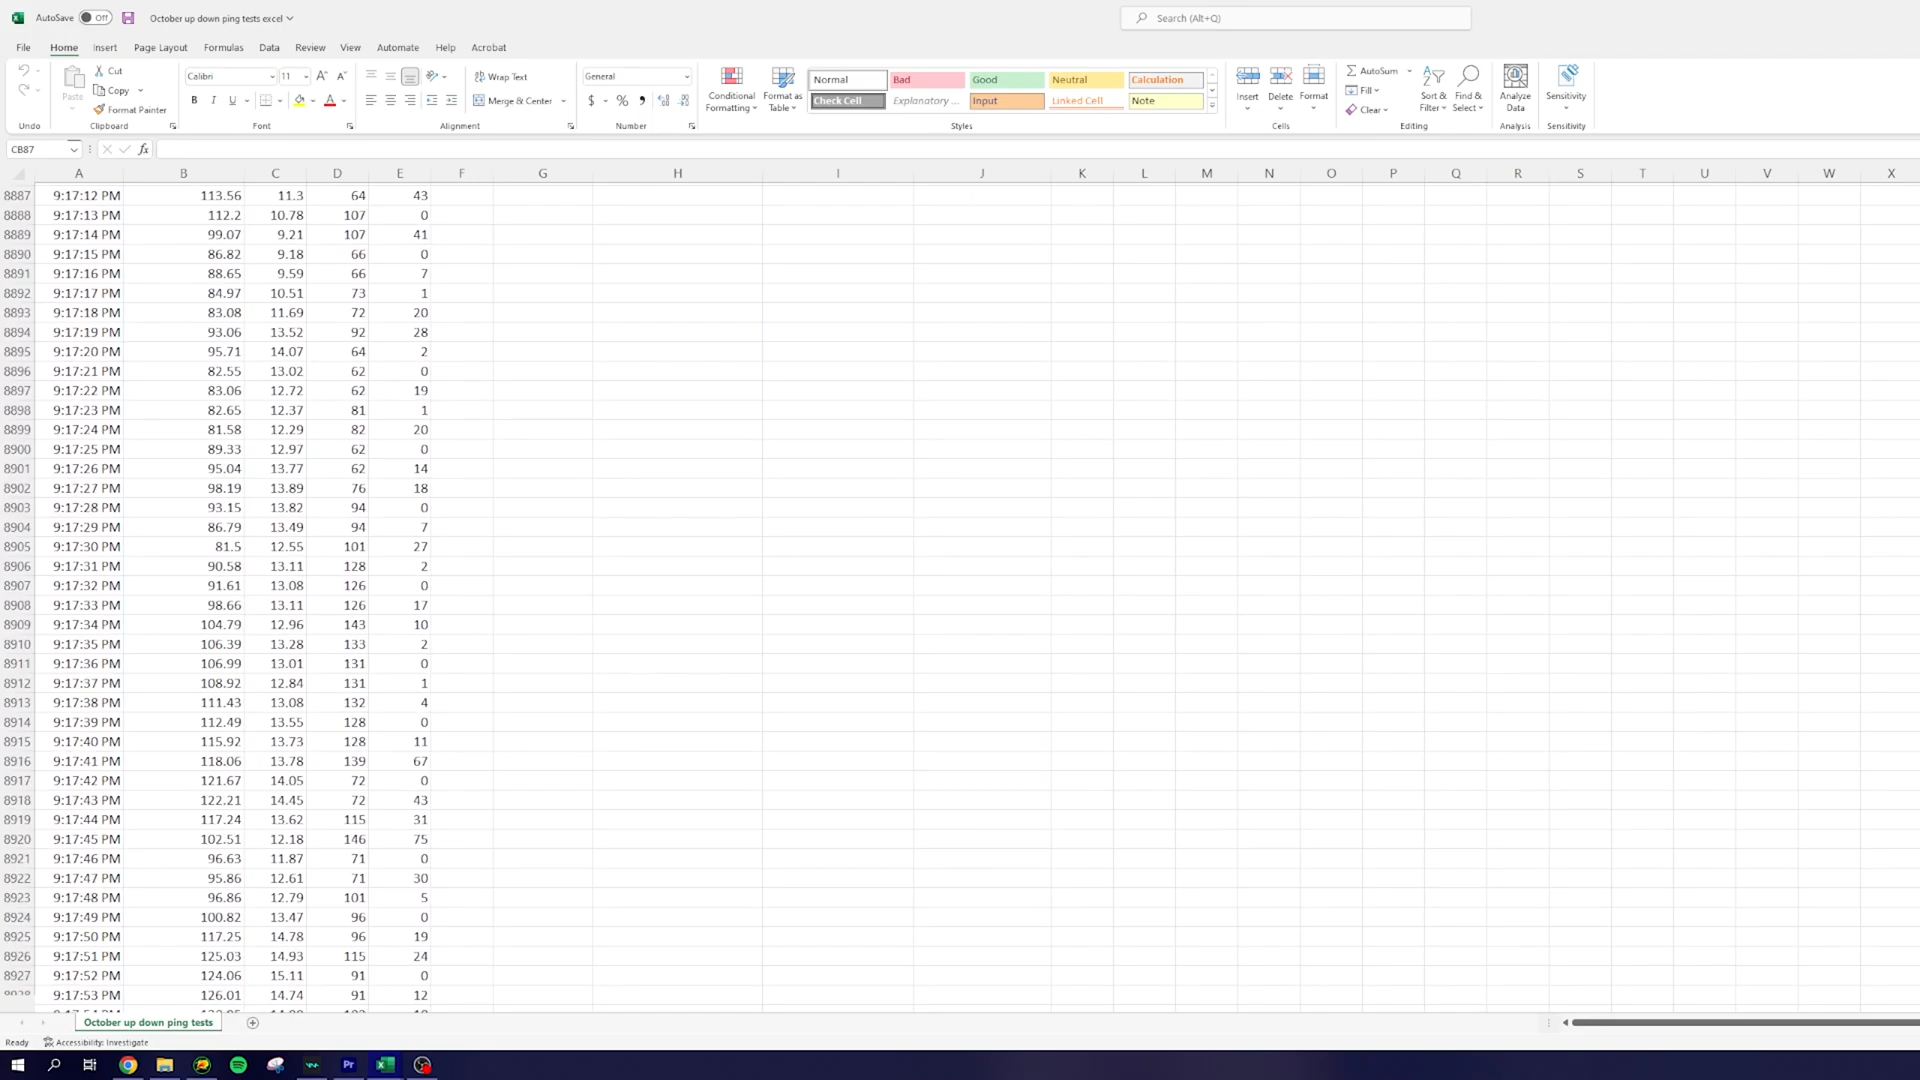 AutoSave Off October up down ping tests excel Search (Alt+Q)
File Home Insert Page Layout Formulas Data Review View Automate Help Acrobat
Cut Calibri 11 Wrap Text General Normal Bad Good Neutral Calculation AutoSum
Paste Copy Conditional Formatting Format as Table Insert Delete Format Fill Sort & Filter Find & Select Analyze Data Sensitivity
Format Painter B I U Merge & Center $ % Check Cell Explanatory ... Input Linked Cell Note Clear
Undo Clipboard Font Alignment Number Styles Cells Editing Analysis Sensitivity
CB87 fx
A B C D E F G H I J K L M N O P Q R S T U V W X
8887 9:17:12 PM 113.56 11.3 64 43
8888 9:17:13 PM 112.2 10.78 107 0
8889 9:17:14 PM 99.07 9.21 107 41
8890 9:17:15 PM 86.82 9.18 66 0
8891 9:17:16 PM 88.65 9.59 66 7
8892 9:17:17 PM 84.97 10.51 73 1
8893 9:17:18 PM 83.08 11.69 72 20
8894 9:17:19 PM 93.06 13.52 92 28
8895 9:17:20 PM 95.71 14.07 64 2
8896 9:17:21 PM 82.55 13.02 62 0
8897 9:17:22 PM 83.06 12.72 62 19
8898 9:17:23 PM 82.65 12.37 81 1
8899 9:17:24 PM 81.58 12.29 82 20
8900 9:17:25 PM 89.33 12.97 62 0
8901 9:17:26 PM 95.04 13.77 62 14
8902 9:17:27 PM 98.19 13.89 76 18
8903 9:17:28 PM 93.15 13.82 94 0
8904 9:17:29 PM 86.79 13.49 94 7
8905 9:17:30 PM 81.5 12.55 101 27
8906 9:17:31 PM 90.58 13.11 128 2
8907 9:17:32 PM 91.61 13.08 126 0
8908 9:17:33 PM 98.66 13.11 126 17
8909 9:17:34 PM 104.79 12.96 143 10
8910 9:17:35 PM 106.39 13.28 133 2
8911 9:17:36 PM 106.99 13.01 131 0
8912 9:17:37 PM 108.92 12.84 131 1
8913 9:17:38 PM 111.43 13.08 132 4
8914 9:17:39 PM 112.49 13.55 128 0
8915 9:17:40 PM 115.92 13.73 128 11
8916 9:17:41 PM 118.06 13.78 139 67
8917 9:17:42 PM 121.67 14.05 72 0
8918 9:17:43 PM 122.21 14.45 72 43
8919 9:17:44 PM 117.24 13.62 115 31
8920 9:17:45 PM 102.51 12.18 146 75
8921 9:17:46 PM 96.63 11.87 71 0
8922 9:17:47 PM 95.86 12.61 71 30
8923 9:17:48 PM 96.86 12.79 101 5
8924 9:17:49 PM 100.82 13.47 96 0
8925 9:17:50 PM 117.25 14.78 96 19
8926 9:17:51 PM 125.03 14.93 115 24
8927 9:17:52 PM 124.06 15.11 91 0
8928 9:17:53 PM 126.01 14.74 91 12
October up down ping tests
Ready Accessibility: Investigate